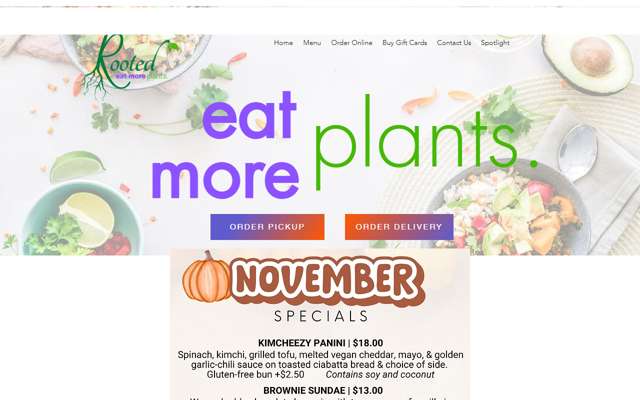 Rooted
eat more plants.
Home Menu Order Online Buy Gift Cards Contact Us Spotlight
eat
more
plants.
ORDER PICKUP
ORDER DELIVERY
NOVEMBER
SPECIALS
KIMCHEEZY PANINI | $18.00
Spinach, kimchi, grilled tofu, melted vegan cheddar, mayo, & golden
garlic-chili sauce on toasted ciabatta bread & choice of side.
Gluten-free bun +$2.50 Contains soy and coconut
BROWNIE SUNDAE | $13.00